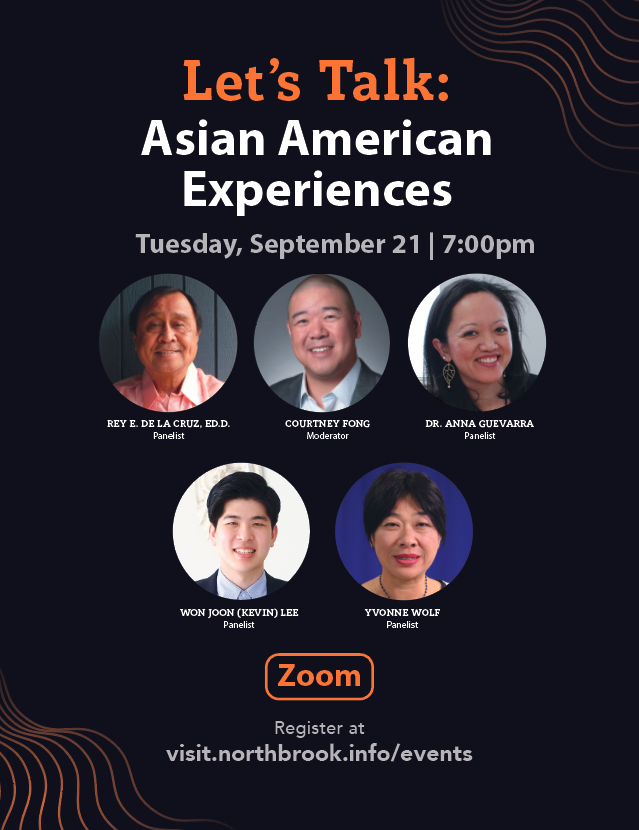 Let’s Talk:
Asian American
Experiences
Tuesday, September 21 | 7:00pm
REY E. DE LA CRUZ, ED.D.
Panelist
COURTNEY FONG
Moderator
DR. ANNA GUEVARRA
Panelist
WON JOON (KEVIN) LEE
Panelist
YVONNE WOLF
Panelist
Zoom
Register at
visit.northbrook.info/events